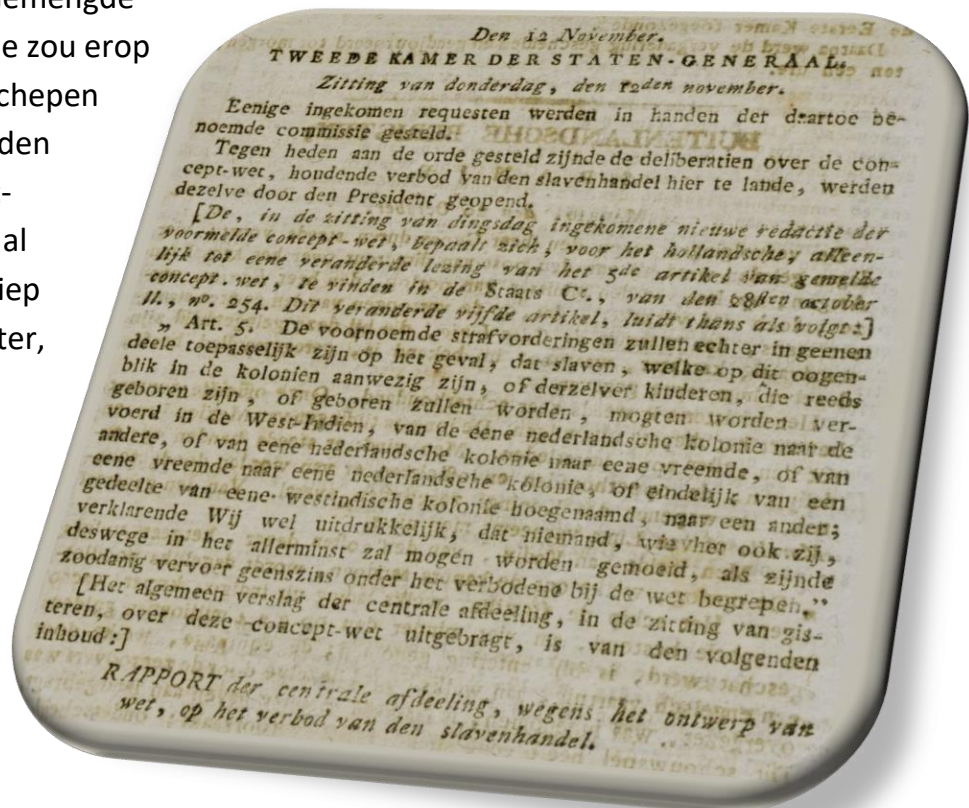 emengde
e zou erop
chepen
den
-
al
iep
ter,
de Eerste Kamer
Daarna werd de vergadering gescheiden
Den 12 November.
TWEEDE KAMER DER STATEN-GENERAAL.
Zitting van donderdag, den 12den november.
Eenige ingekomen requesten werden in handen der daartoe be-
noemde commissie gesteld.
Tegen heden aan de orde gesteld zijnde de deliberatien over de con-
cept-wet, houdende verbod van den slavenhandel hier te lande, werden
dezelve door den President geopend.
[De, in de zitting van dingsdag ingekomene nieuwe redactie der
voormelde concept-wet, bepaalt zich, voor het hollandsche, alleen-
lijk tot eene veranderde lezing van het 5de artikel van gemelde
concept-wet, te vinden in de Staats Ct., van den 28sten october
ll., no. 254. Dit veranderde vijfde artikel, luidt thans als volgt:]
„ Art. 5. De voornoemde strafvorderingen zullen echter in geenen
deele toepasselijk zijn op het geval, dat slaven, welke op dit oogen-
blik in de kolonien aanwezig zijn, of derzelver kinderen, die reeds
geboren zijn, of geboren zullen worden, mogten worden ver-
voerd in de West-Indien, van de eene nederlandsche kolonie naar de
andere, of van eene nederlandsche kolonie naar eene vreemde, of van
eene vreemde naar eene nederlandsche kolonie, of eindelijk van een
gedeelte van eene westindische kolonie hoegenaamd, naar een ander;
verklarende Wij wel uitdrukkelijk, dat niemand, wie het ook zij,
deswege in het allerminst zal mogen worden gemoeid, als zijnde
zoodanig vervoer geenszins onder het verbodene bij de wet begrepen.”
[Het algemeen verslag der centrale afdeeling, in de zitting van gis-
teren, over deze concept-wet uitgebragt, is van den volgenden
inhoud:]
RAPPORT der centrale afdeeling, wegens het ontwerp van
wet, op het verbod van den slavenhandel.